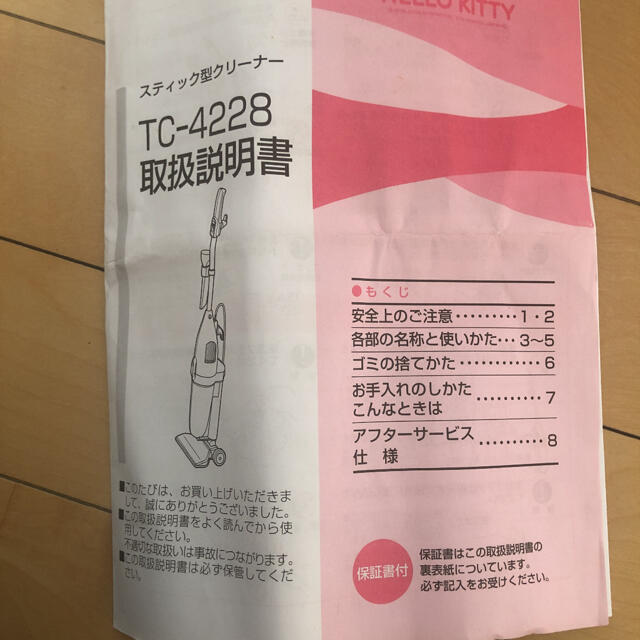 HELLO KITTY
スティック型クリーナー
TC-4228
取扱説明書
■このたびは、お買い上げいただきま
して、誠にありがとうございました。
■この取扱説明書をよく読んでから使
用してください。
不適切な取扱いは事故につながります。
■この取扱説明書は必ず保管してくだ
さい。
●もくじ
安全上のご注意・・・・・・・・・1・2
各部の名称と使いかた・・・3〜5
ゴミの捨てかた・・・・・・・・・・・・6
お手入れのしかた
こんなときは・・・・・・・・・・7
アフターサービス
仕 様・・・・・・・・・・8
保証書付
保証書はこの取扱説明書の
裏表紙についています。
必ず記入をお受けください。